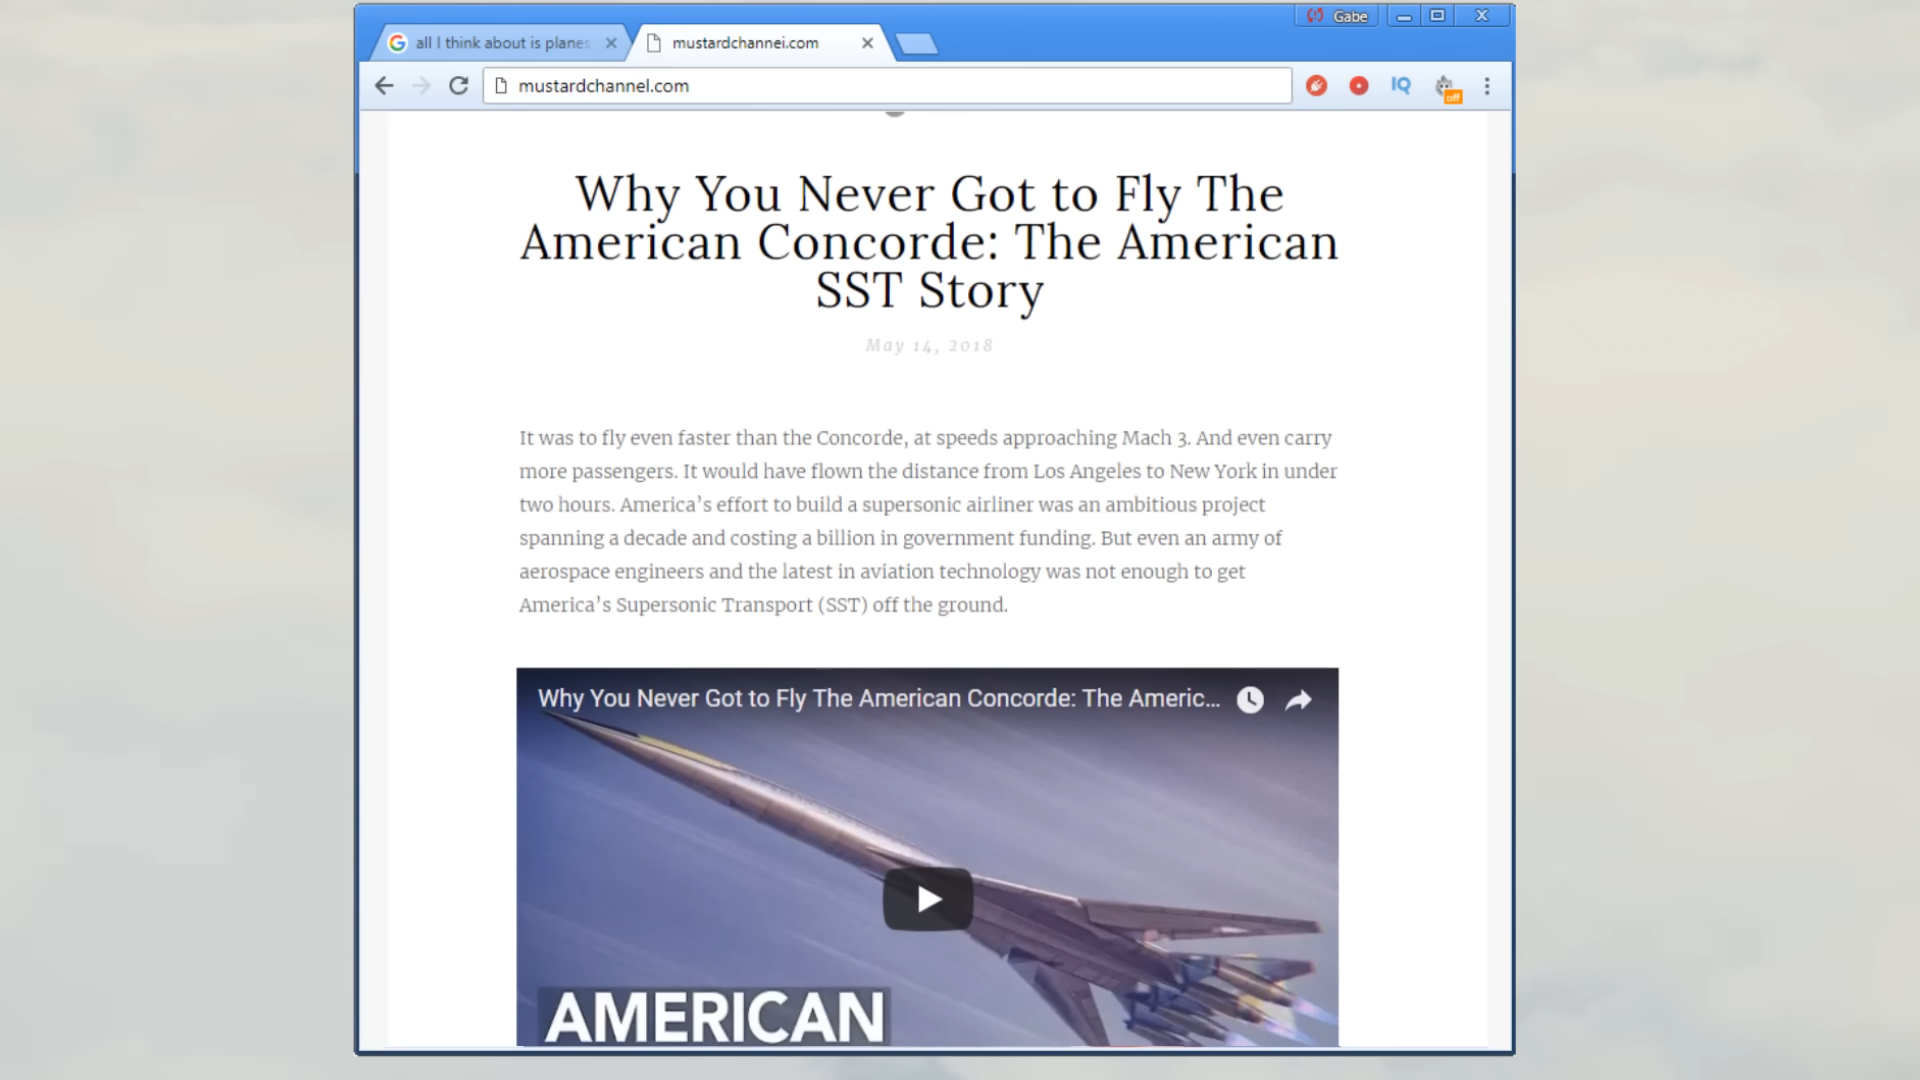 Gabe
all I think about is planes
mustardchannei.com
mustardchannel.com
IQ
off
Why You Never Got to Fly The
American Concorde: The American
SST Story
May 14, 2018
It was to fly even faster than the Concorde, at speeds approaching Mach 3. And even carry
more passengers. It would have flown the distance from Los Angeles to New York in under
two hours. America’s effort to build a supersonic airliner was an ambitious project
spanning a decade and costing a billion in government funding. But even an army of
aerospace engineers and the latest in aviation technology was not enough to get
America’s Supersonic Transport (SST) off the ground.
Why You Never Got to Fly The American Concorde: The Americ...
AMERICAN